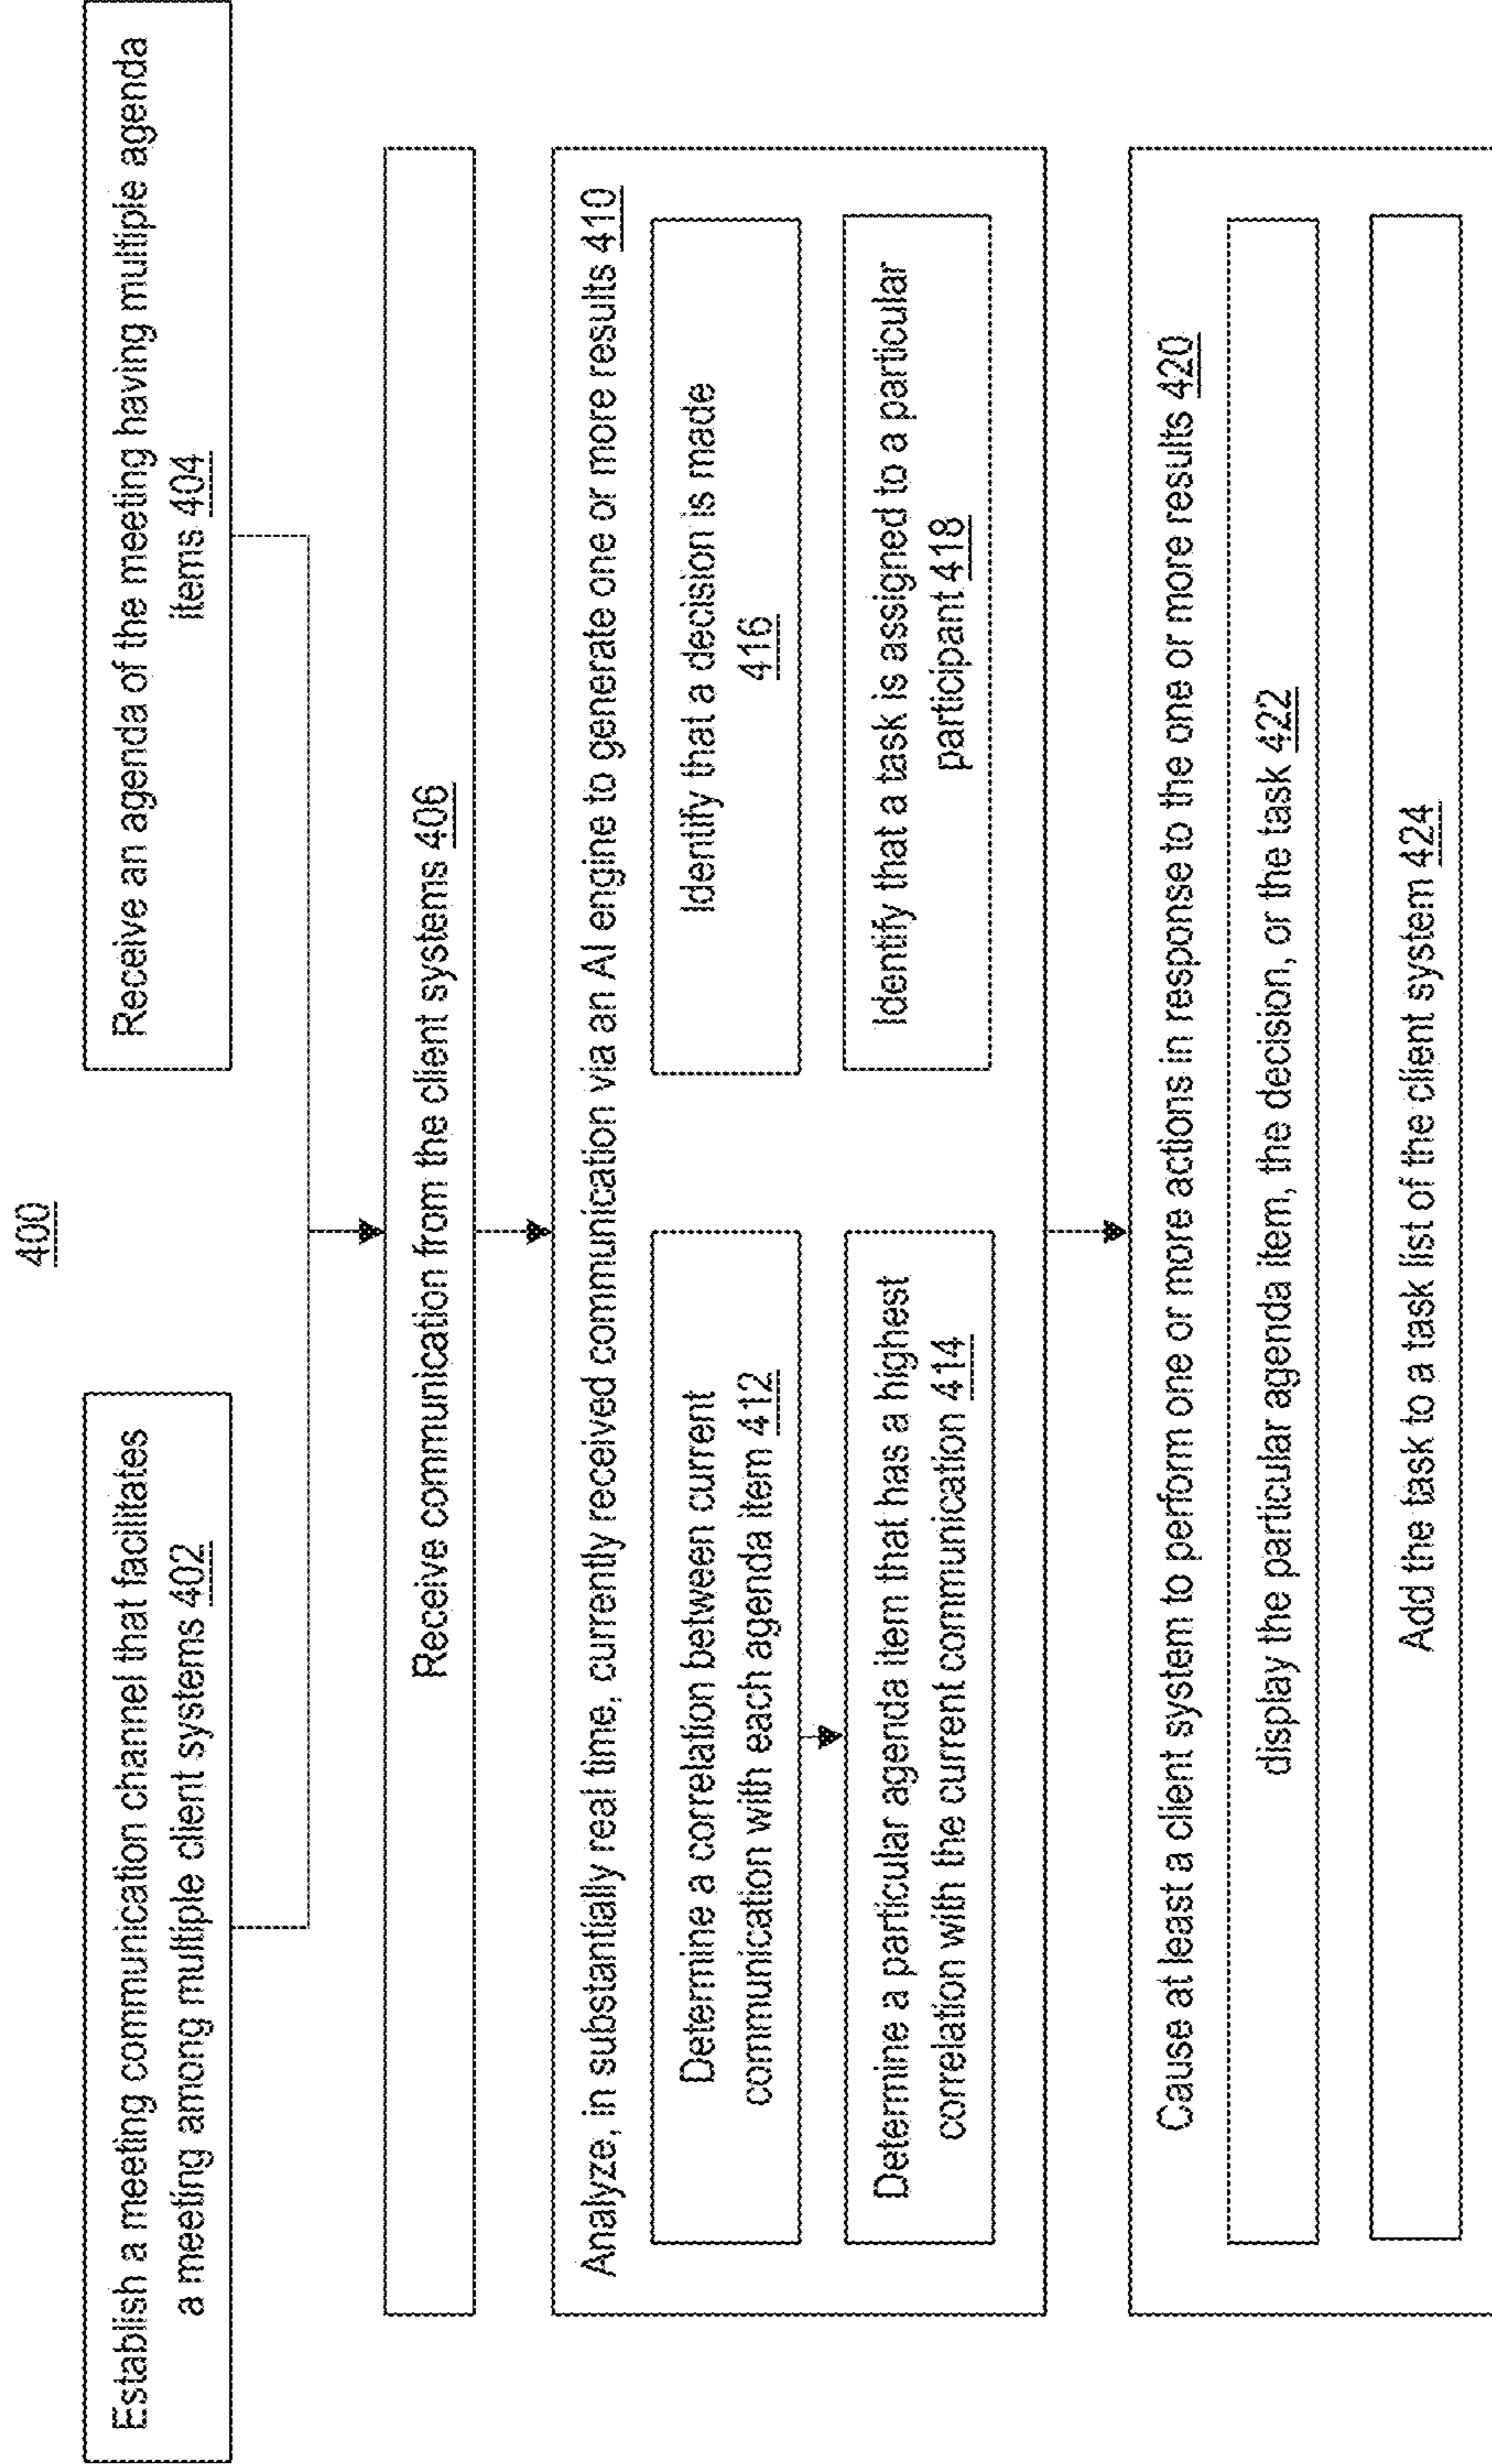 400
Establish a meeting communication channel that facilitates
a meeting among multiple client systems 402
Receive an agenda of the meeting having multiple agenda
items 404
Receive communication from the client systems 406
Analyze, in substantially real time, currently received communication via an AI engine to generate one or more results 410
Determine a correlation between current
communication with each agenda item 412
Determine a particular agenda item that has a highest
correlation with the current communication 414
Identify that a decision is made
416
Identify that a task is assigned to a particular
participant 418
Cause at least a client system to perform one or more actions in response to the one or more results 420
display the particular agenda item, the decision, or the task 422
Add the task to a task list of the client system 424